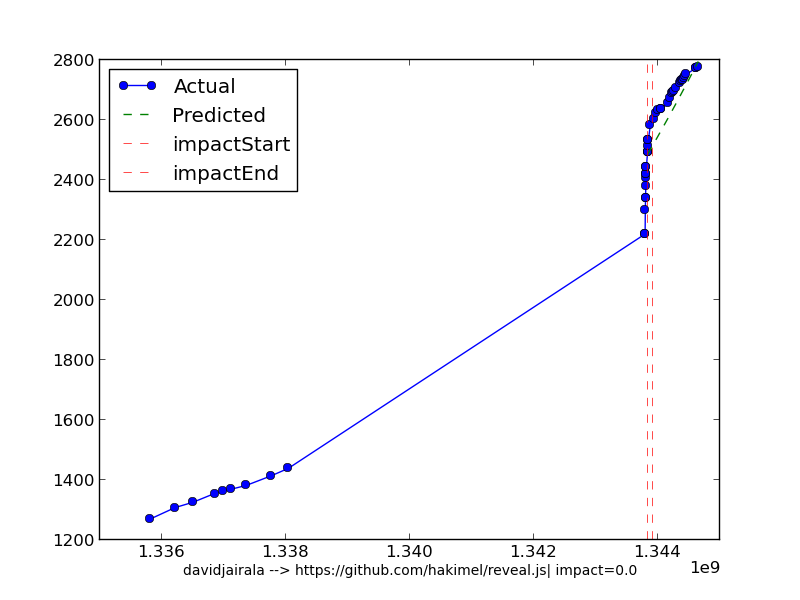 2800
2600
2400
2200
2000
1800
1600
1400
1200
Actual
Predicted
impactStart
impactEnd
1.336 1.338 1.340 1.342 1.344
1e9
davidjairala --> https://github.com/hakimel/reveal.js| impact=0.0